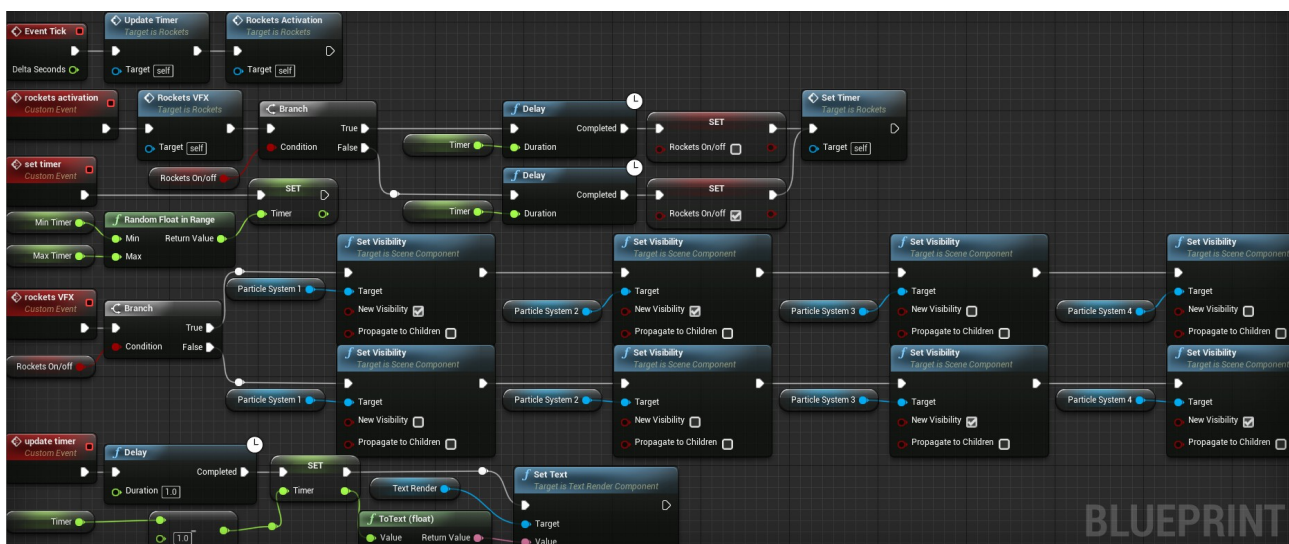 Event Tick
Delta Seconds
Update Timer
Target is Rockets
Target self
Rockets Activation
Target is Rockets
Target self
rockets activation
Custom Event
Rockets VFX
Target is Rockets
Target self
Branch
True
Condition False
Rockets On/off
Timer
Delay
Completed
Duration
SET
Rockets On/off
Set Timer
Target is Rockets
Target self
Timer
Delay
Completed
Duration
SET
Rockets On/off
set timer
Custom Event
SET
Timer
Min Timer
Max Timer
Random Float in Range
Min Return Value
Max
rockets VFX
Custom Event
Rockets On/off
Branch
True
Condition False
Particle System 1
Set Visibility
Target is Scene Component
Target
New Visibility
Propagate to Children
Particle System 2
Set Visibility
Target is Scene Component
Target
New Visibility
Propagate to Children
Particle System 3
Set Visibility
Target is Scene Component
Target
New Visibility
Propagate to Children
Particle System 4
Set Visibility
Target is Scene Component
Target
New Visibility
Propagate to Children
Particle System 1
Set Visibility
Target is Scene Component
Target
New Visibility
Propagate to Children
Particle System 2
Set Visibility
Target is Scene Component
Target
New Visibility
Propagate to Children
Particle System 3
Set Visibility
Target is Scene Component
Target
New Visibility
Propagate to Children
Particle System 4
Set Visibility
Target is Scene Component
Target
New Visibility
Propagate to Children
update timer
Custom Event
Delay
Completed
Duration 1.0
Timer
1.0
SET
Timer
Text Render
ToText (float)
Value Return Value
Set Text
Target is Text Render Component
Target
Value
BLUEPRINT